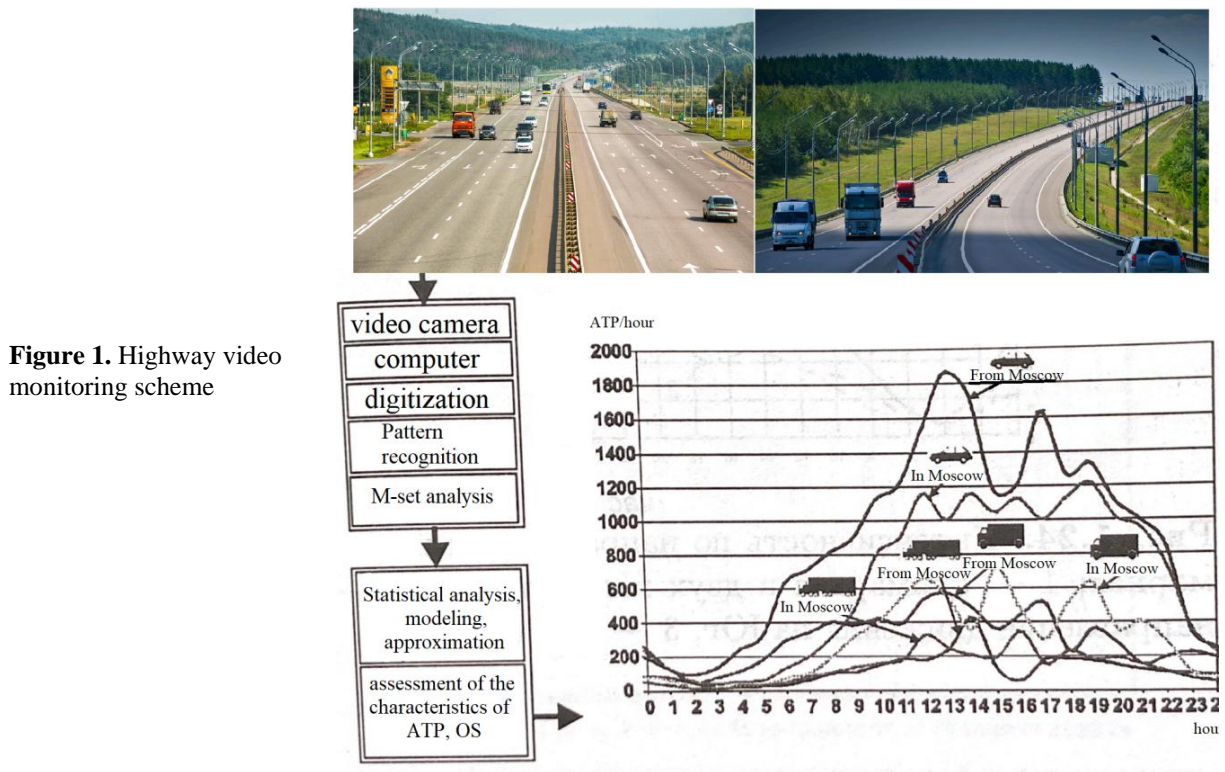 Figure 1. Highway video
monitoring scheme
video camera
computer
digitization
Pattern
recognition
M-set analysis
Statistical analysis,
modeling,
approximation
assessment of the
characteristics of
ATP, OS
ATP/hour
2000
1800
1600
1400
1200
1000
800
600
400
200
0
From Moscow
In Moscow
From Moscow
From Moscow
In Moscow
In Moscow
0 1 2 3 4 5 6 7 8 9 10 11 12 13 14 15 16 17 18 19 20 21 22 23